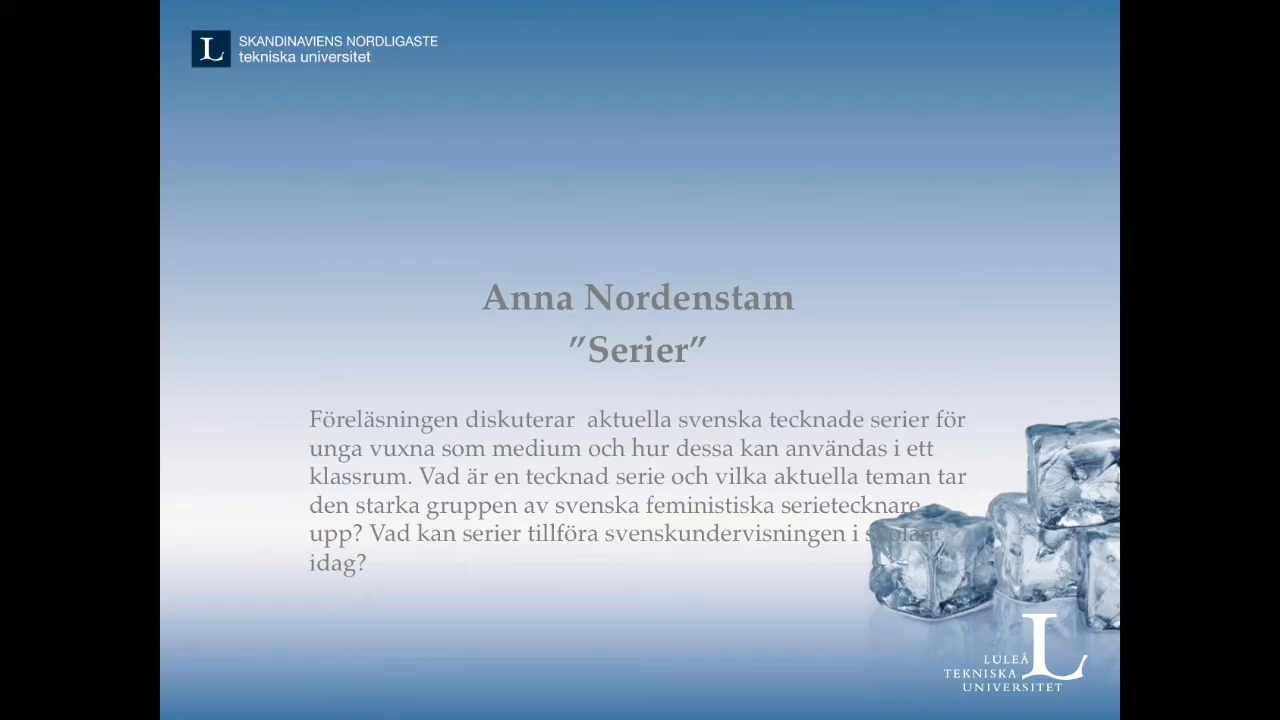 L
SKANDINAVIENS NORDLIGASTE
tekniska universitet
Anna Nordenstam
”Serier”
Föreläsningen diskuterar aktuella svenska tecknade serier för
unga vuxna som medium och hur dessa kan användas i ett
klassrum. Vad är en tecknad serie och vilka aktuella teman tar
den starka gruppen av svenska feministiska serietecknare
upp? Vad kan serier tillföra svenskundervisningen i skolan
idag?
L
LULEÅ
TEKNISKA
UNIVERSITET